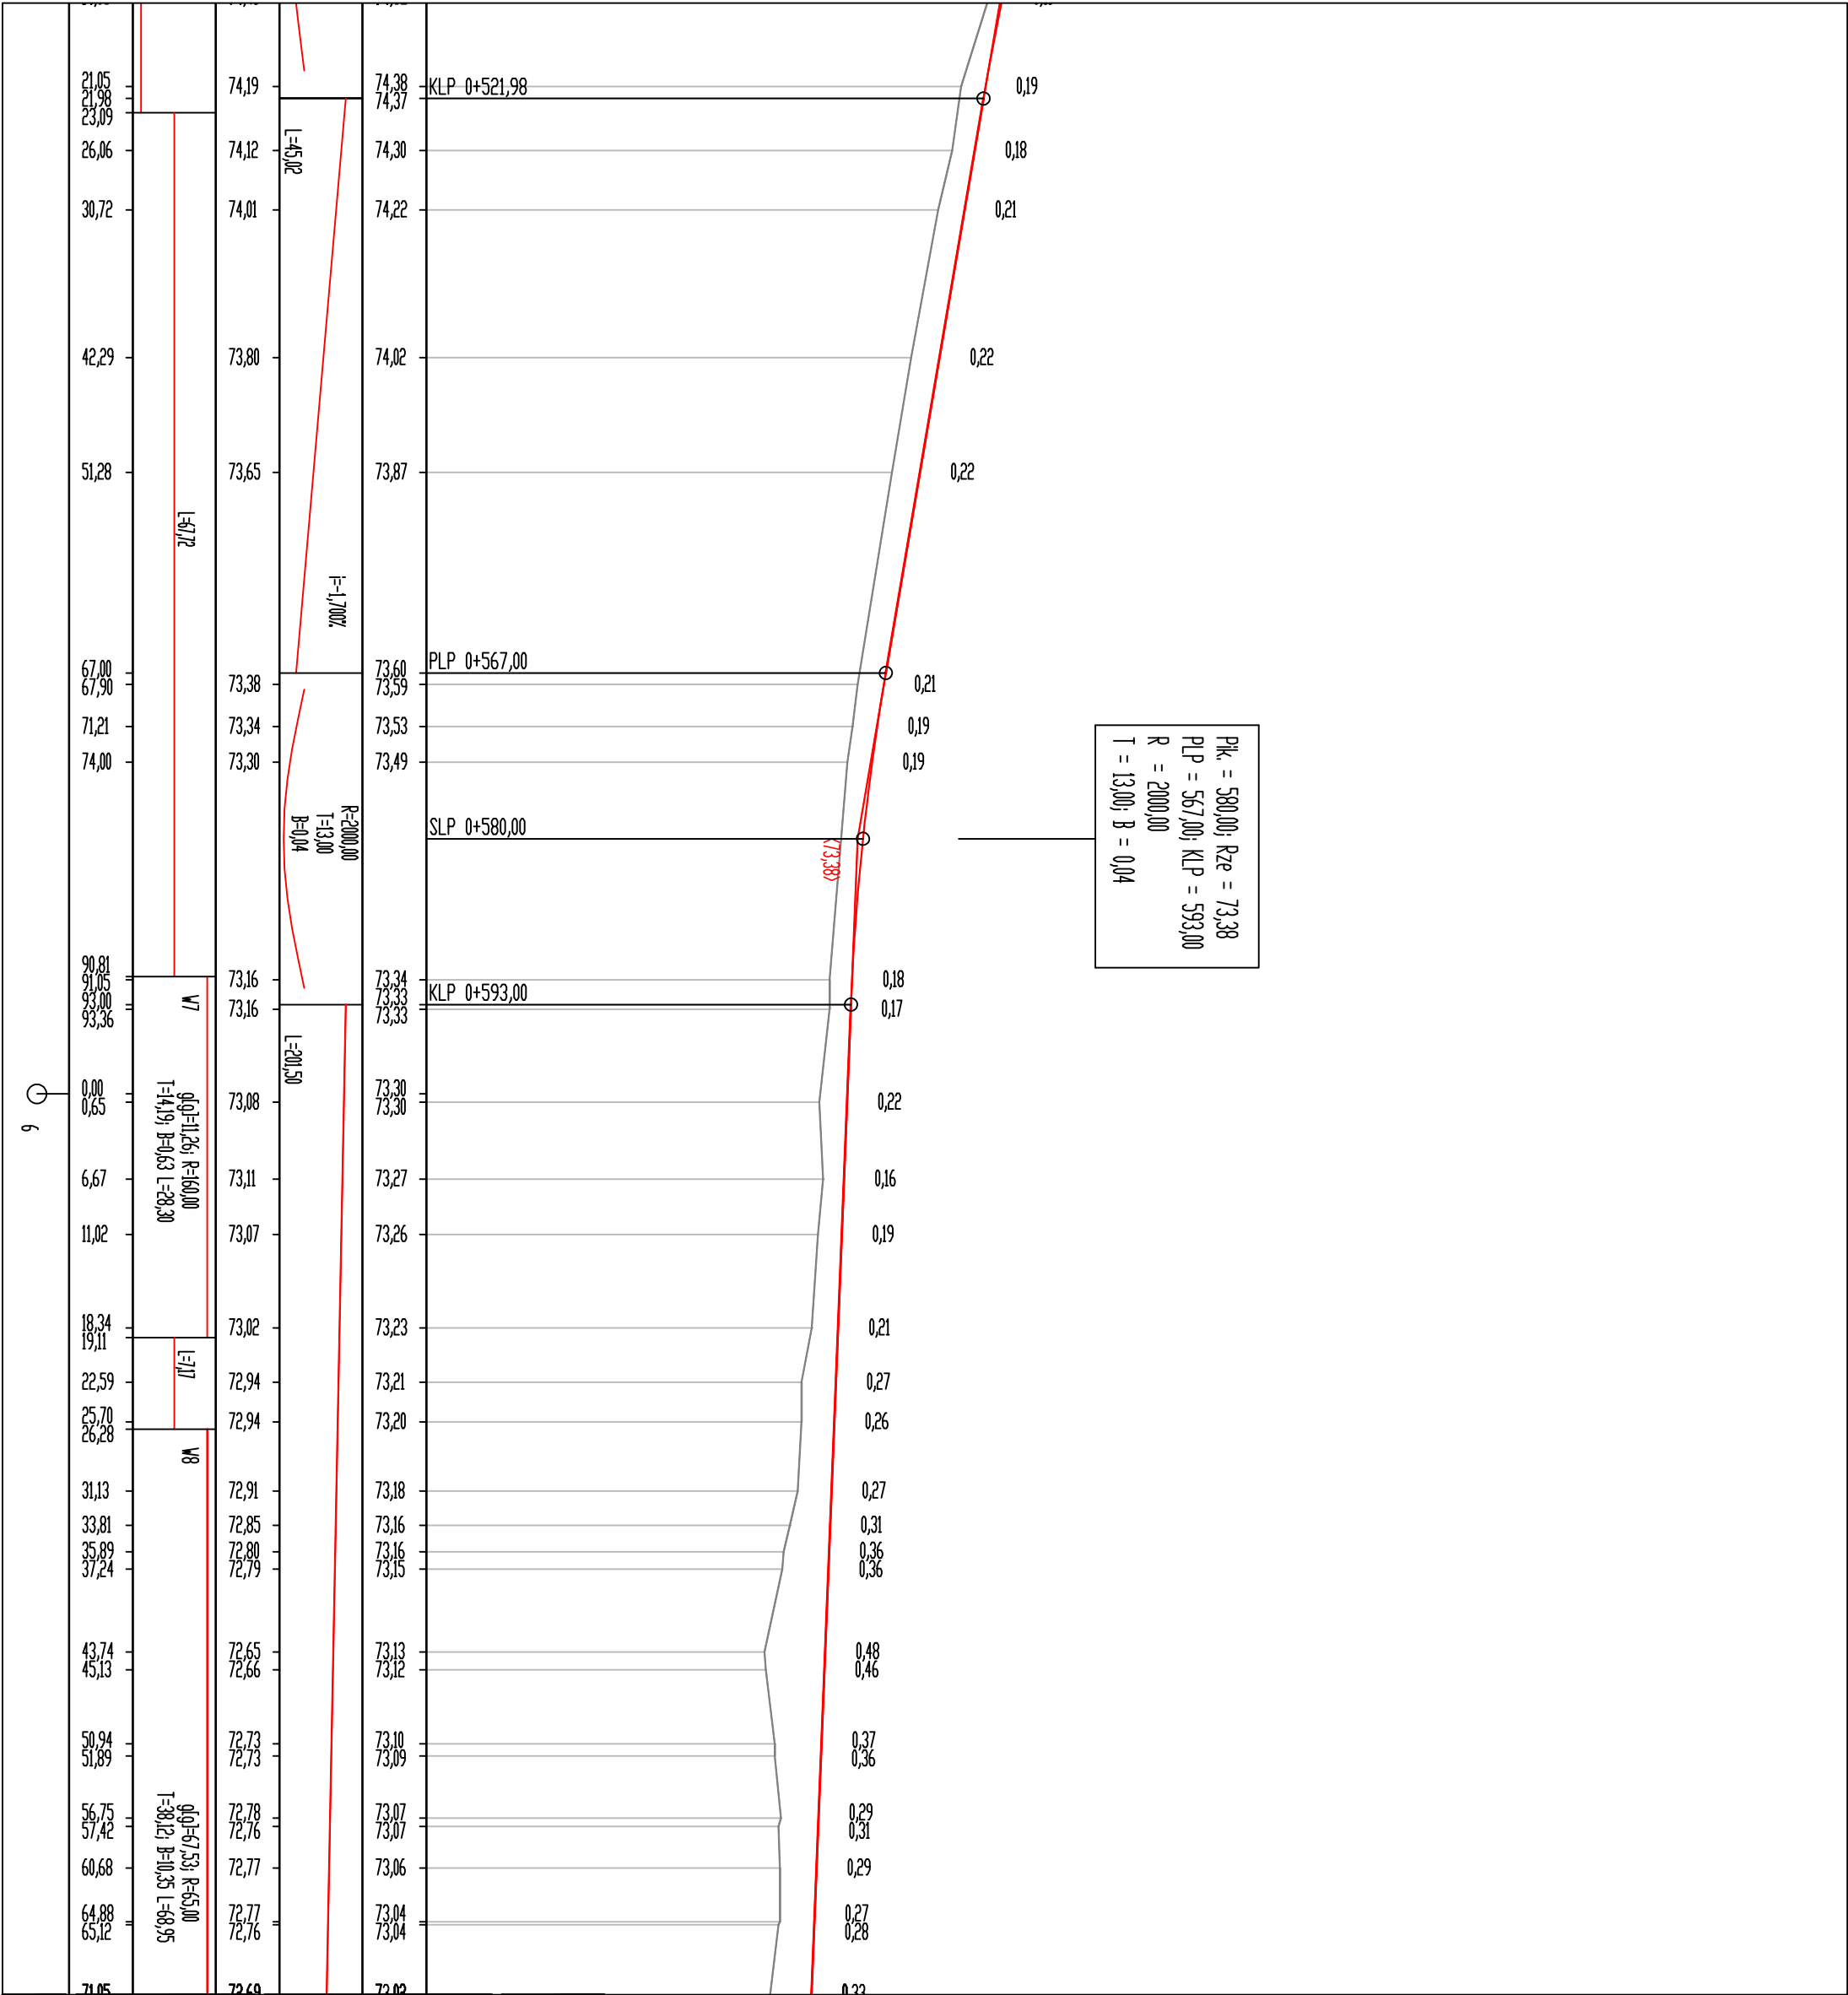 21,05 74,19 74,38 KLP 0+521,98 0,19
21,98 74,37
23,09
26,06 74,12 L=45,02 74,30 0,18
30,72 74,01 74,22 0,21
42,29 73,80 74,02 0,22
51,28 73,65 73,87 0,22
L=67,72
i=-1,700%
67,00 73,60 PLP 0+567,00
67,90 73,38 73,59 0,21
71,21 73,34 73,53 0,19
74,00 73,30 73,49 0,19
Pik. = 580,00; Rze = 73,38
PLP = 567,00; KLP = 593,00
R = 2000,00
T = 13,00; B = 0,04
R=2000,00
T=13,00
B=0,04
SLP 0+580,00
(73,38)
90,81
91,05 73,16 73,34 0,18
93,00 W7 73,33 KLP 0+593,00
93,36 73,16 73,33 0,17
L=201,50
0,00 73,30
0,65 73,08 73,30 0,22
6
g[g]=11,26; R=160,00
T=14,19; B=0,63 L=28,30
6,67 73,11 73,27 0,16
11,02 73,07 73,26 0,19
18,34 73,02 73,23 0,21
19,11
L=7,17
22,59 72,94 73,21 0,27
25,70 72,94 73,20 0,26
26,28
W8
31,13 72,91 73,18 0,27
33,81 72,85 73,16 0,31
35,89 72,80 73,16 0,36
37,24 72,79 73,15 0,36
43,74 72,65 73,13 0,48
45,13 72,66 73,12 0,46
50,94 72,73 73,10 0,37
51,89 72,73 73,09 0,36
56,75 72,78 73,07 0,29
57,42 72,76 73,07 0,31
g[g]=67,53; R=65,00
T=38,12; B=10,35 L=68,95
60,68 72,77 73,06 0,29
64,88 72,77 73,04 0,27
65,12 72,76 73,04 0,28